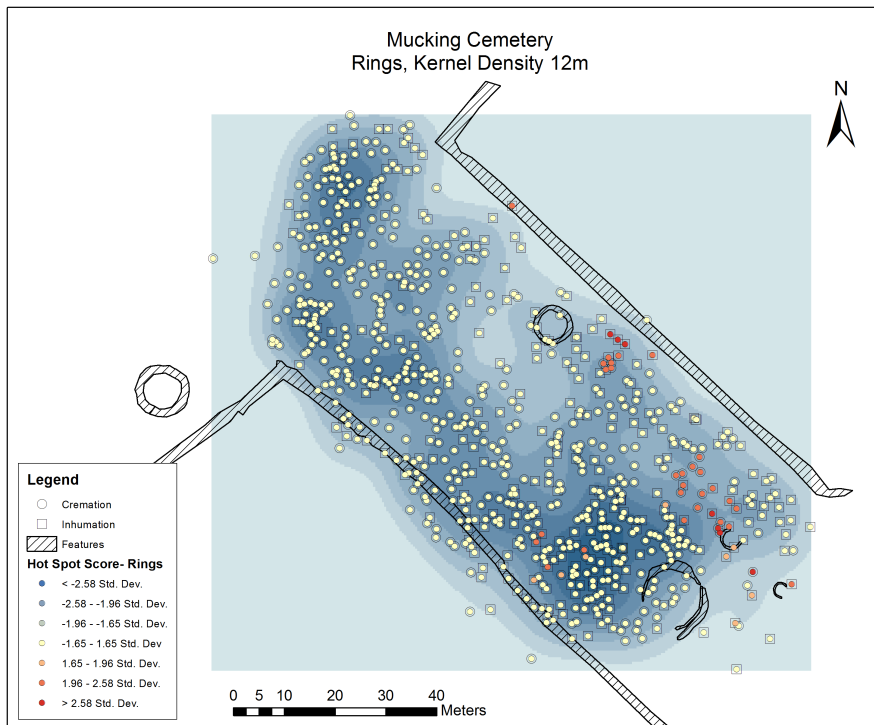 Mucking Cemetery
Rings, Kernel Density 12m
N
Legend
Cremation
Inhumation
Features
Hot Spot Score- Rings
< -2.58 Std. Dev.
-2.58 - -1.96 Std. Dev.
-1.96 - -1.65 Std. Dev.
-1.65 - 1.65 Std. Dev
1.65 - 1.96 Std. Dev.
1.96 - 2.58 Std. Dev.
> 2.58 Std. Dev.
0 5 10 20 30 40
Meters